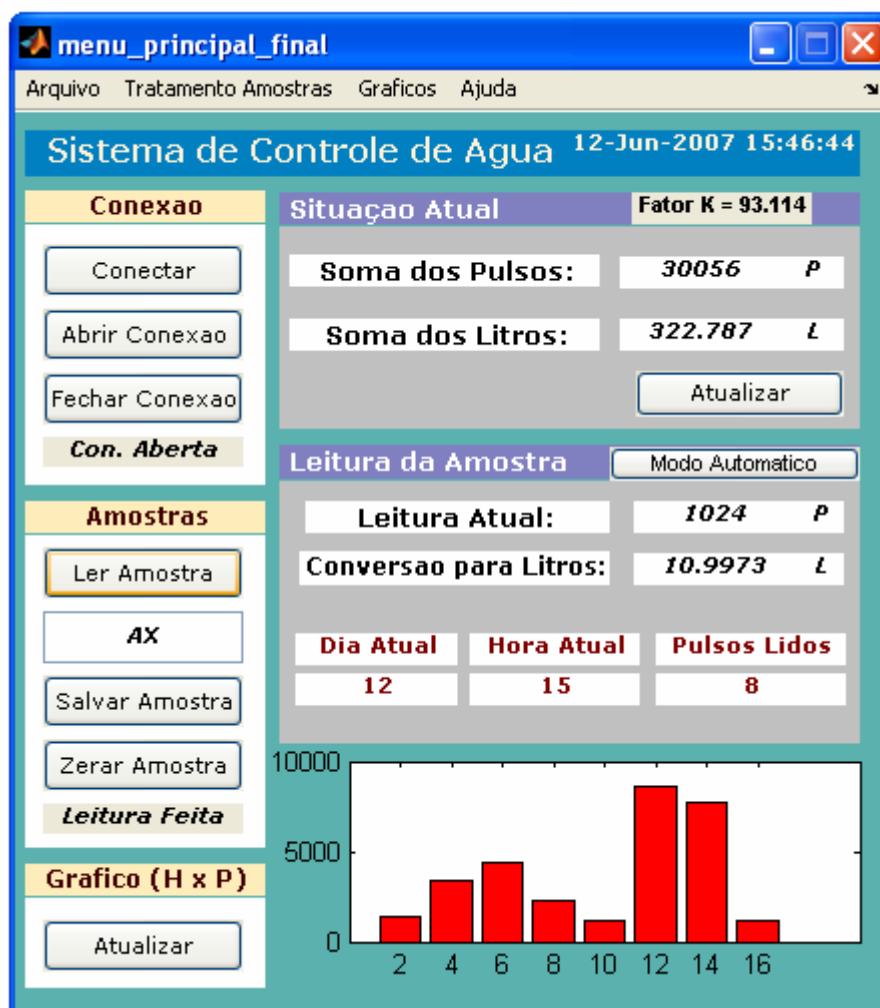 menu_principal_final
Arquivo Tratamento Amostras Graficos Ajuda
Sistema de Controle de Agua 12-Jun-2007 15:46:44
Conexao
Conectar
Abrir Conexao
Fechar Conexao
Con. Aberta
Situaçao Atual Fator K = 93.114
Soma dos Pulsos: 30056 P
Soma dos Litros: 322.787 L
Atualizar
Leitura da Amostra Modo Automatico
Leitura Atual: 1024 P
Conversao para Litros: 10.9973 L
Dia Atual Hora Atual Pulsos Lidos
12 15 8
Amostras
Ler Amostra
AX
Salvar Amostra
Zerar Amostra
Leitura Feita
Grafico (H x P)
Atualizar
10000
5000
0
2 4 6 8 10 12 14 16